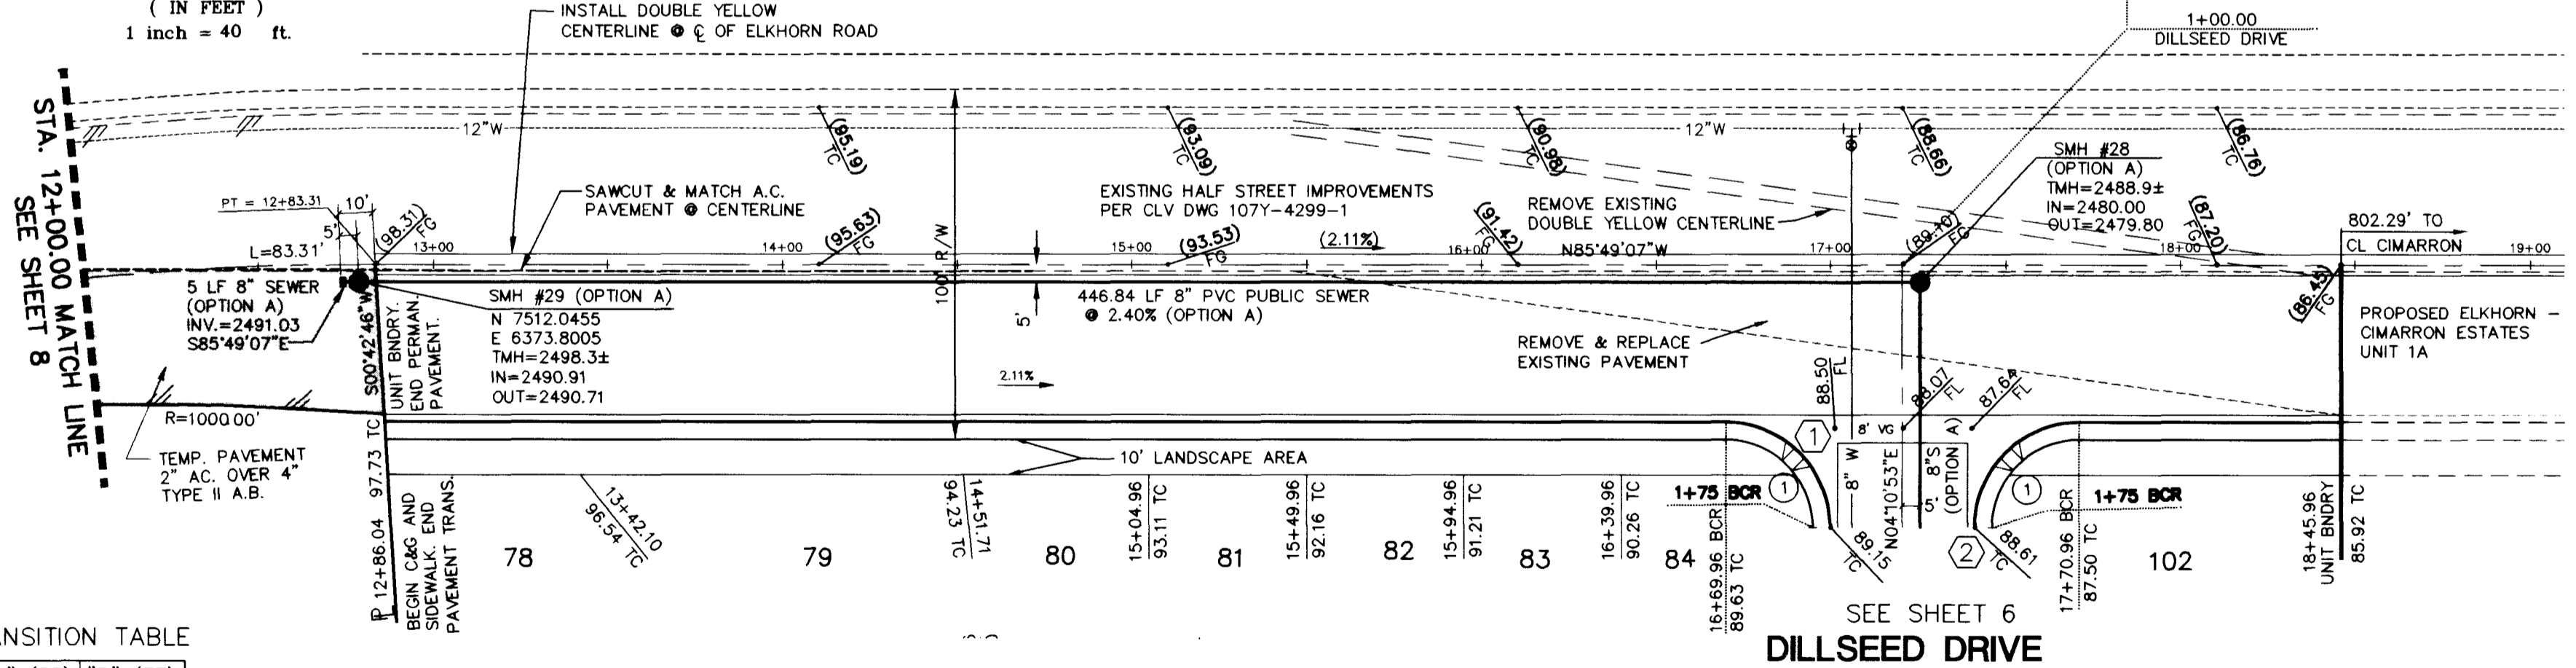 ( IN FEET )
1 inch = 40 ft.
INSTALL DOUBLE YELLOW
CENTERLINE @ ℄ OF ELKHORN ROAD
1+00.00
DILLSEED DRIVE
STA. 12+00.00 MATCH LINE
SEE SHEET 8
12"W
(95.19)
TC
(93.09)
TC
(90.98)
TC
12"W
(88.66)
TC
(86.76)
TC
SMH #28
(OPTION A)
TMH=2488.9±
IN=2480.00
OUT=2479.80
PT = 12+83.31
10'
5'
L=83.31'
(98.31)
FG
SAWCUT & MATCH A.C.
PAVEMENT @ CENTERLINE
EXISTING HALF STREET IMPROVEMENTS
PER CLV DWG 107Y-4299-1
REMOVE EXISTING
DOUBLE YELLOW CENTERLINE
13+00
14+00
(95.63)
FG
100' R/W
15+00
(93.53)
FG
(2.11%)
16+00
(91.42)
FG
N85°49'07"W
17+00
(89.10)
FG
18+00
(87.20)
FG
802.29' TO
CL CIMARRON
19+00
(86.45)
FG
5 LF 8" SEWER
(OPTION A)
INV.=2491.03
S85°49'07"E
S00°42'46"W
UNIT BNDRY.
END PERMAN.
PAVEMENT.
SMH #29 (OPTION A)
N 7512.0455
E 6373.8005
TMH=2498.3±
IN=2490.91
OUT=2490.71
5'
446.84 LF 8" PVC PUBLIC SEWER
@ 2.40% (OPTION A)
2.11%
REMOVE & REPLACE
EXISTING PAVEMENT
PROPOSED ELKHORN -
CIMARRON ESTATES
UNIT 1A
R=1000.00'
TEMP. PAVEMENT
2" AC. OVER 4"
TYPE II A.B.
88.50
FL
88.07
FL
87.64
FL
1
8' VG
10' LANDSCAPE AREA
8" W
N04°10'53"E
5'
8"S
(OPTION A)
1+75 BCR
1
1
1+75 BCR
12+86.04 97.73 TC
BEGIN C&G AND
SIDEWALK. END
PAVEMENT TRANS.
78
13+42.10
96.54 TC
79
14+51.71
94.23 TC
80
15+04.96
93.11 TC
81
15+49.96
92.16 TC
82
15+94.96
91.21 TC
83
16+39.96
90.26 TC
84
16+69.96 BCR
89.63 TC
89.15
TC
2
88.61
TC
17+70.96 BCR
87.50 TC
102
18+45.96
UNIT BNDRY
85.92 TC
SEE SHEET 6
DILLSEED DRIVE
ANSITION TABLE